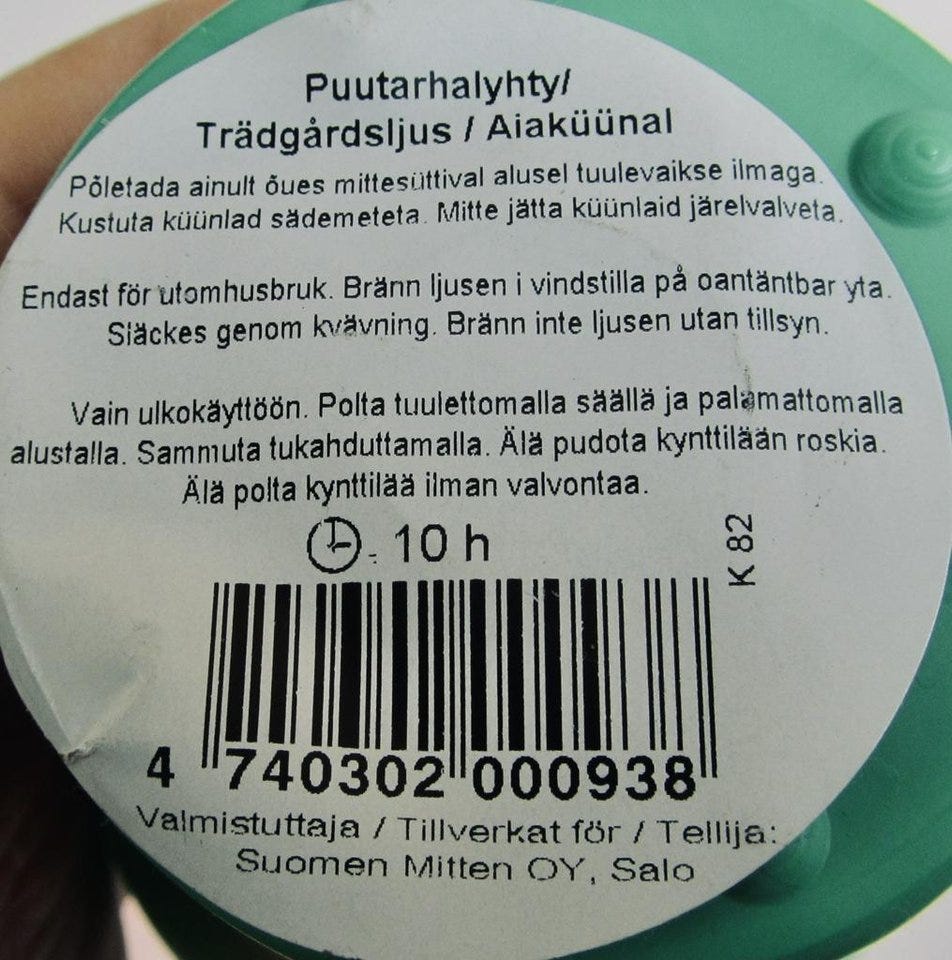 Puutarhalyhty/
Trädgårdsljus / Aiaküünal
Põletada ainult õues mittesüttival alusel tuulevaikse ilmaga.
Kustuta küünlad sädemeteta. Mitte jätta küünlaid järelvalveta.
Endast för utomhusbruk. Bränn ljusen i vindstilla på oantäntbar yta.
Släckes genom kvävning. Bränn inte ljusen utan tillsyn.
Vain ulkokäyttöön. Polta tuulettomalla säällä ja palamattomalla
alustalla. Sammuta tukahduttamalla. Älä pudota kynttilään roskia.
Älä polta kynttilää ilman valvontaa.
10 h
K 82
4 740302 000938
Valmistuttaja / Tillverkat för / Tellija:
Suomen Mitten OY, Salo